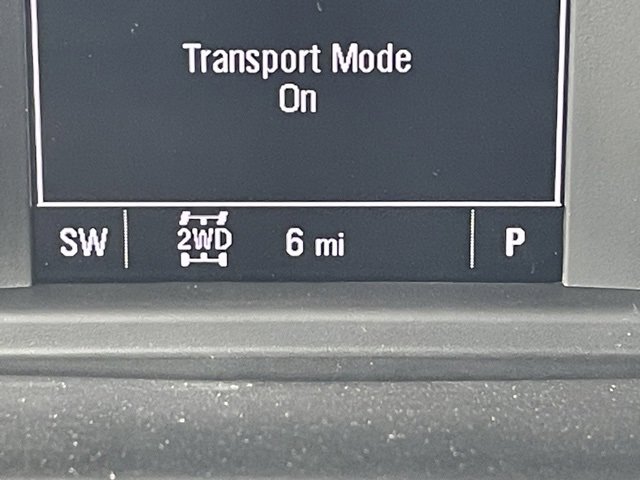 Transport Mode
On
SW 2WD 6 mi P